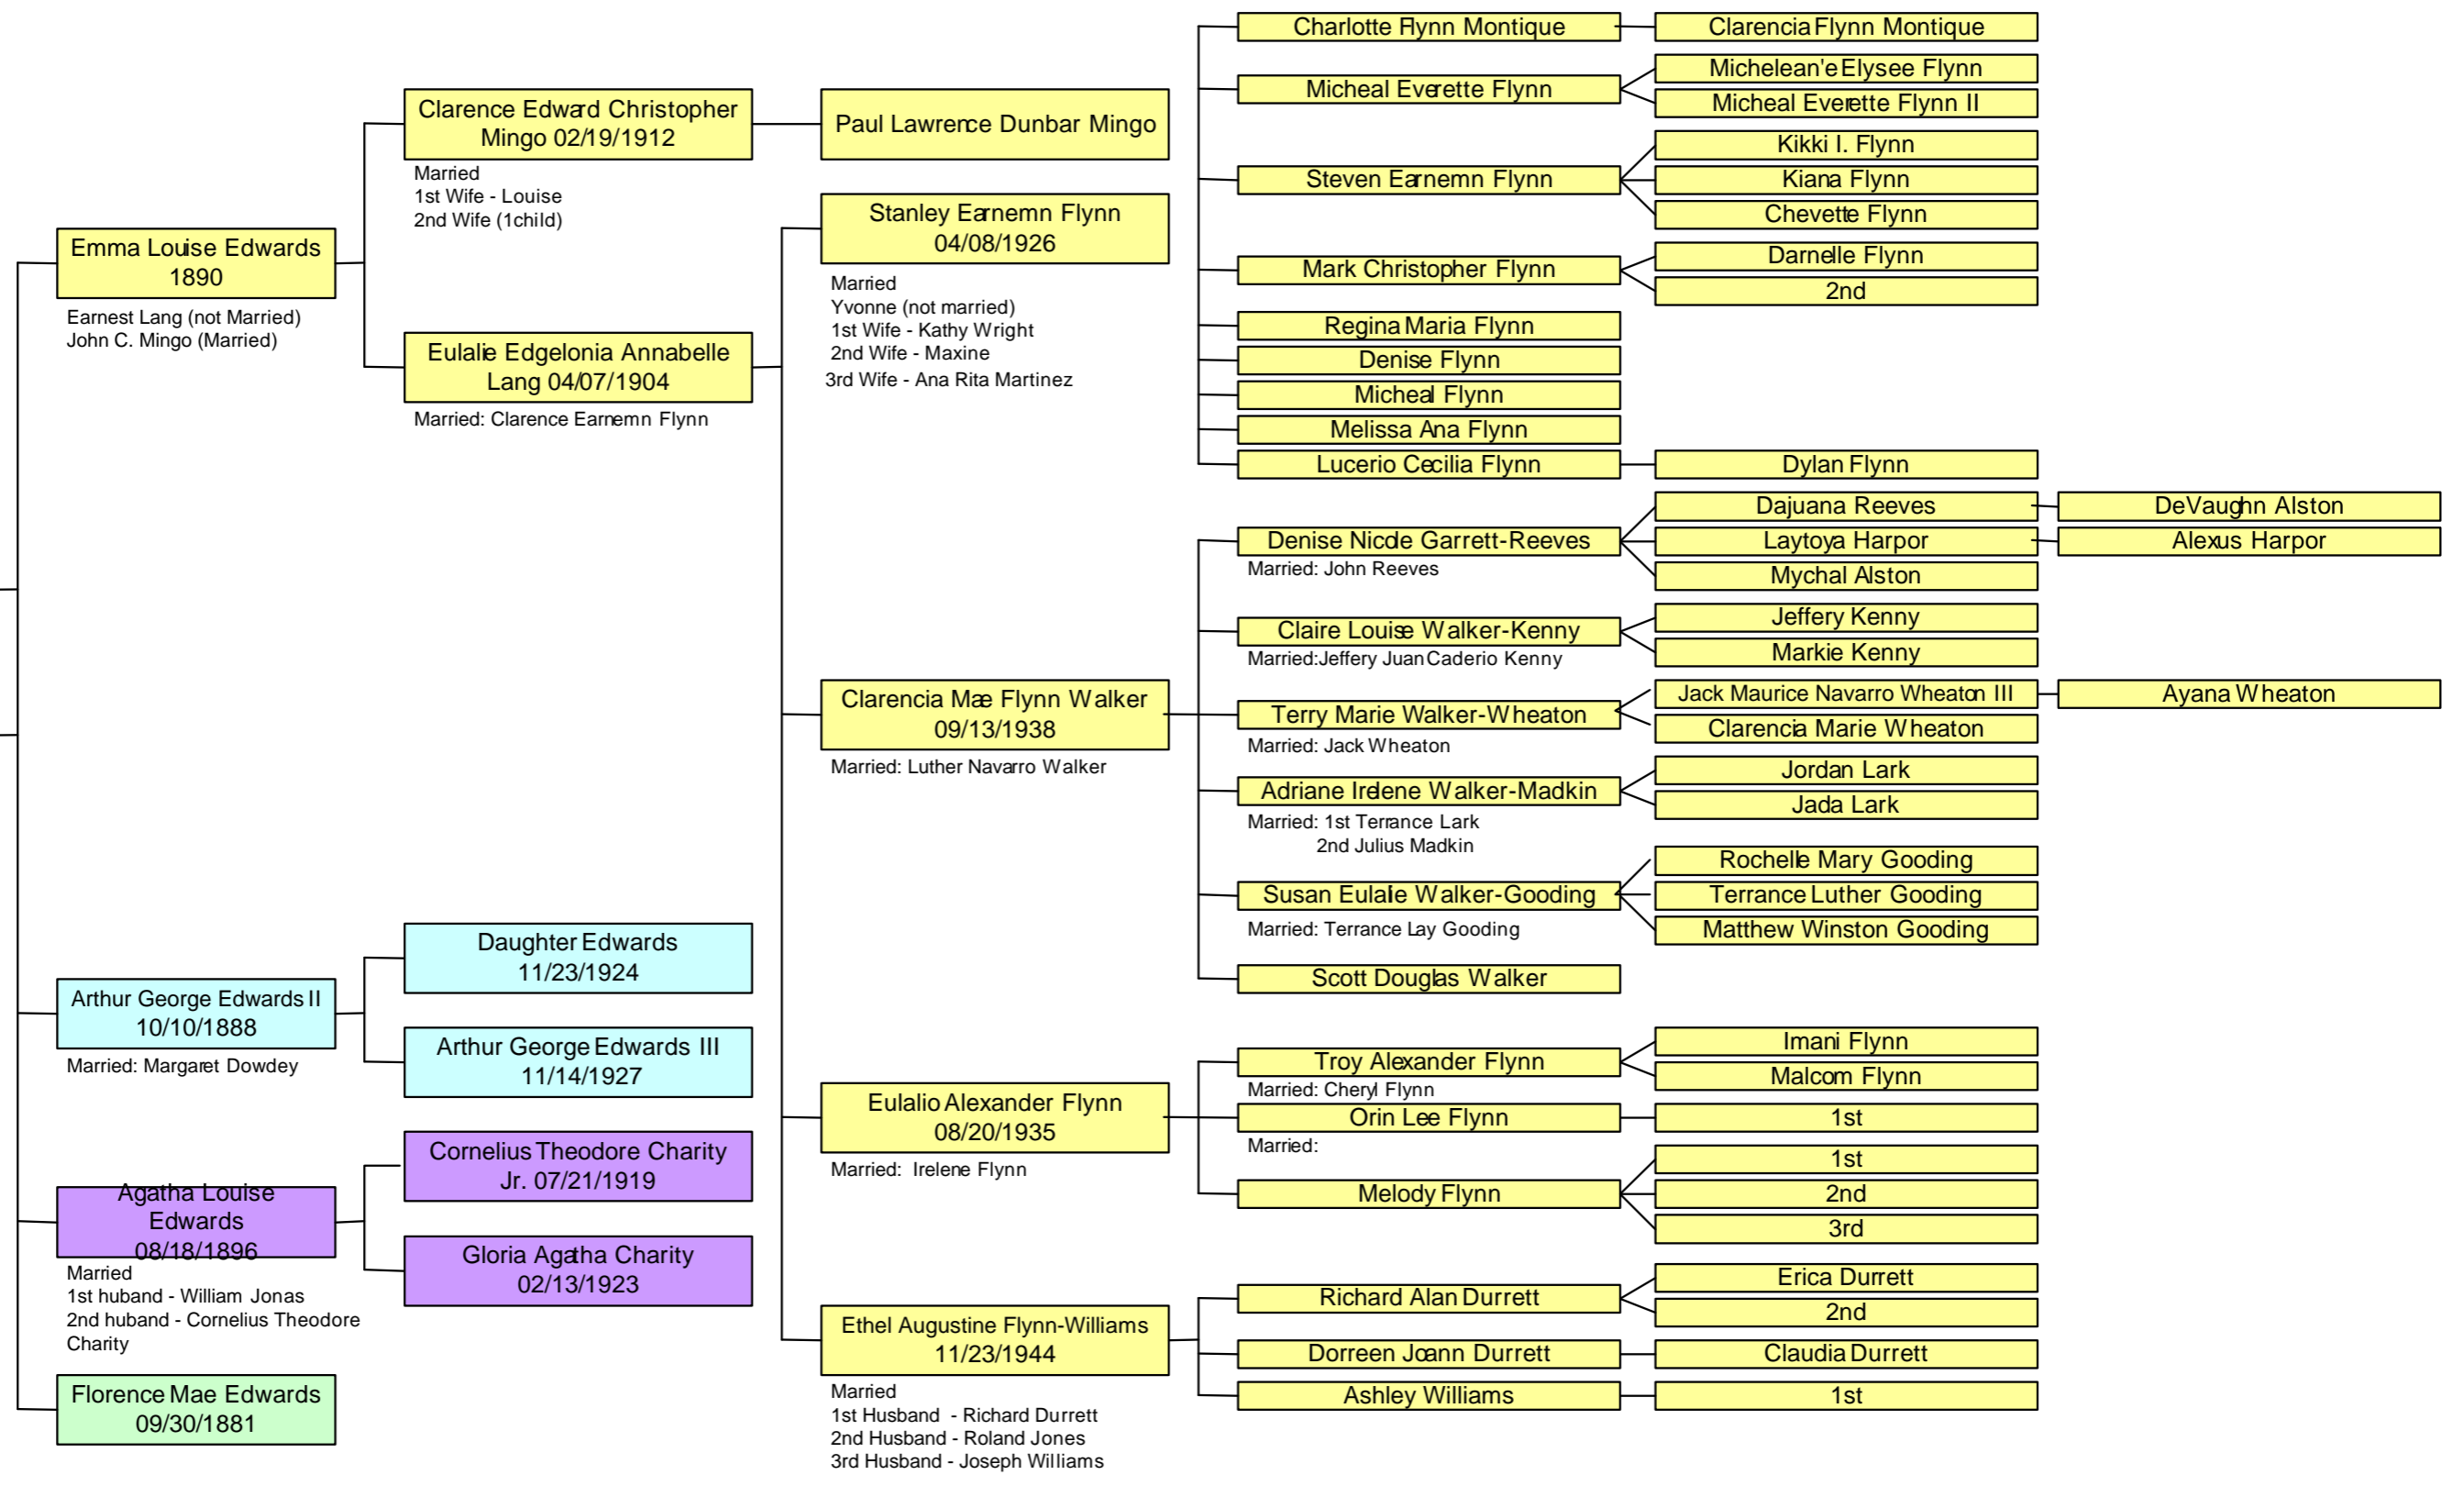 Emma Louise Edwards
1890
Earnest Lang (not Married)
John C. Mingo (Married)
Arthur George Edwards II
10/10/1888
Married: Margaret Dowdey
Agatha Louise
Edwards
08/18/1896
Married
1st huband - William Jonas
2nd huband - Cornelius Theodore
Charity
Florence Mae Edwards
09/30/1881
Clarence Edward Christopher
Mingo 02/19/1912
Married
1st Wife - Louise
2nd Wife (1child)
Eulalie Edgelonia Annabelle
Lang 04/07/1904
Married: Clarence Earnemn Flynn
Daughter Edwards
11/23/1924
Arthur George Edwards III
11/14/1927
Cornelius Theodore Charity
Jr. 07/21/1919
Gloria Agatha Charity
02/13/1923
Paul Lawrence Dunbar Mingo
Stanley Earnemn Flynn
04/08/1926
Married
Yvonne (not married)
1st Wife - Kathy Wright
2nd Wife - Maxine
3rd Wife - Ana Rita Martinez
Clarencia Mae Flynn Walker
09/13/1938
Married: Luther Navarro Walker
Eulalio Alexander Flynn
08/20/1935
Married: Irelene Flynn
Ethel Augustine Flynn-Williams
11/23/1944
Married
1st Husband - Richard Durrett
2nd Husband - Roland Jones
3rd Husband - Joseph Williams
Charlotte Flynn Montique
Micheal Everette Flynn
Steven Earnemn Flynn
Mark Christopher Flynn
Regina Maria Flynn
Denise Flynn
Micheal Flynn
Melissa Ana Flynn
Lucerio Cecilia Flynn
Denise Nicole Garrett-Reeves
Married: John Reeves
Claire Louise Walker-Kenny
Married:Jeffery Juan Caderio Kenny
Terry Marie Walker-Wheaton
Married: Jack Wheaton
Adriane Irelene Walker-Madkin
Married: 1st Terrance Lark
2nd Julius Madkin
Susan Eulalie Walker-Gooding
Married: Terrance Lay Gooding
Scott Douglas Walker
Troy Alexander Flynn
Married: Cheryl Flynn
Orin Lee Flynn
Married:
Melody Flynn
Richard Alan Durrett
Dorreen Joann Durrett
Ashley Williams
Clarencia Flynn Montique
Michelean'e Elysee Flynn
Micheal Everette Flynn II
Kikki I. Flynn
Kiana Flynn
Chevette Flynn
Darnelle Flynn
2nd
Dylan Flynn
Dajuana Reeves
Laytoya Harpor
Mychal Alston
Jeffery Kenny
Markie Kenny
Jack Maurice Navarro Wheaton III
Clarencia Marie Wheaton
Jordan Lark
Jada Lark
Rochelle Mary Gooding
Terrance Luther Gooding
Matthew Winston Gooding
Imani Flynn
Malcom Flynn
1st
1st
2nd
3rd
Erica Durrett
2nd
Claudia Durrett
1st
DeVaughn Alston
Alexus Harpor
Ayana Wheaton